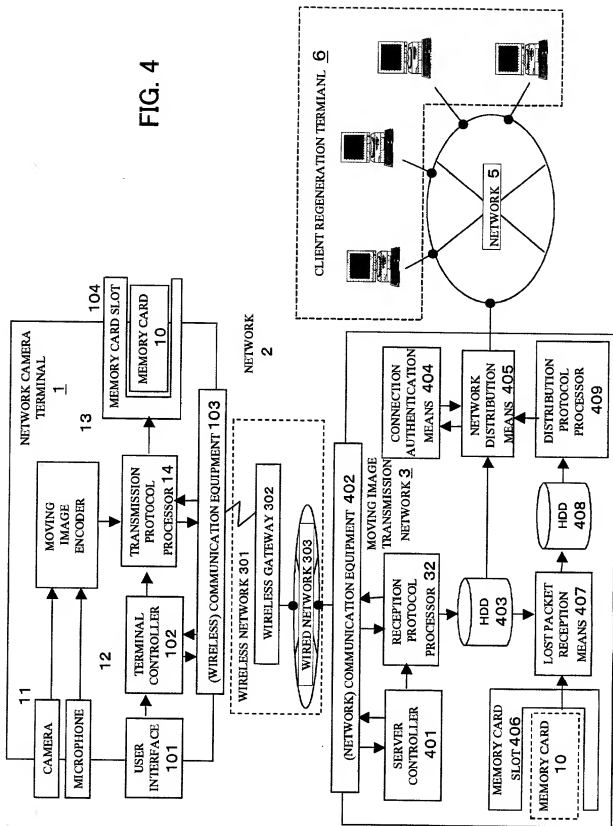 FIG. 4
NETWORK CAMERA
TERMINAL 1
11
CAMERA
MICROPHONE
12
13
MOVING IMAGE
ENCODER
USER
INTERFACE
101
TERMINAL
CONTROLLER
102
TRANSMISSION
PROTOCOL
PROCESSOR 14
104
MEMORY CARD SLOT
MEMORY CARD
10
(WIRELESS) COMMUNICATION EQUIPMENT 103
NETWORK
2
WIRELESS NETWORK 301
WIRELESS GATEWAY 302
WIRED NETWORK 303
(NETWORK) COMMUNICATION EQUIPMENT 402
MOVING IMAGE
TRANSMISSION
NETWORK 3
SERVER
CONTROLLER
401
RECEPTION
PROTOCOL
PROCESSOR 32
CONNECTION
AUTHENTICATION
MEANS 404
HDD
403
NETWORK
DISTRIBUTION
MEANS 405
MEMORY CARD
SLOT 406
MEMORY CARD
10
LOST PACKET
RECEPTION
MEANS 407
HDD
408
DISTRIBUTION
PROTOCOL
PROCESSOR
409
CLIENT REGENERATION TERMIANL 6
NETWORK 5